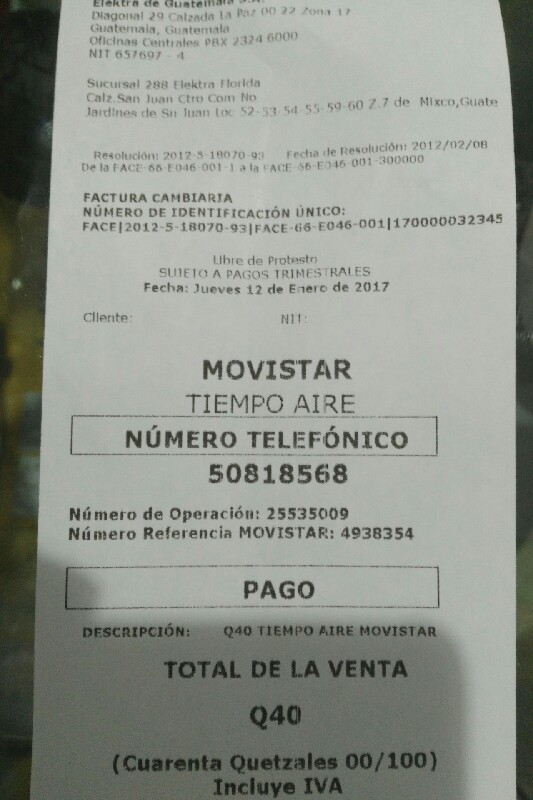 Elektra de Guatemala S.A.
Diagonal 29 Calzada La Paz 00 22 Zona 17
Guatemala, Guatemala
Oficinas Centrales PBX 2324 6000
NIT 657697 - 4
Sucursal 288 Elektra Florida
Calz.San Juan Ctro Com No
Jardines de Sn Juan Loc 52-53-54-55-59-60 Z.7 de Mixco,Guate
Resolución: 2012-5-18070-93 Fecha de Resolución: 2012/02/08
De la FACE-66-E046-001-1 a la FACE-66-E046-001-300000
FACTURA CAMBIARIA
NÚMERO DE IDENTIFICACIÓN ÚNICO:
FACE|2012-5-18070-93|FACE-66-E046-001|170000032345
Libre de Protesto
SUJETO A PAGOS TRIMESTRALES
Fecha: Jueves 12 de Enero de 2017
Cliente: NIT:
MOVISTAR
TIEMPO AIRE
NÚMERO TELEFÓNICO
50818568
Número de Operación: 25535009
Número Referencia MOVISTAR: 4938354
PAGO
DESCRIPCIÓN: Q40 TIEMPO AIRE MOVISTAR
TOTAL DE LA VENTA
Q40
(Cuarenta Quetzales 00/100)
Incluye IVA